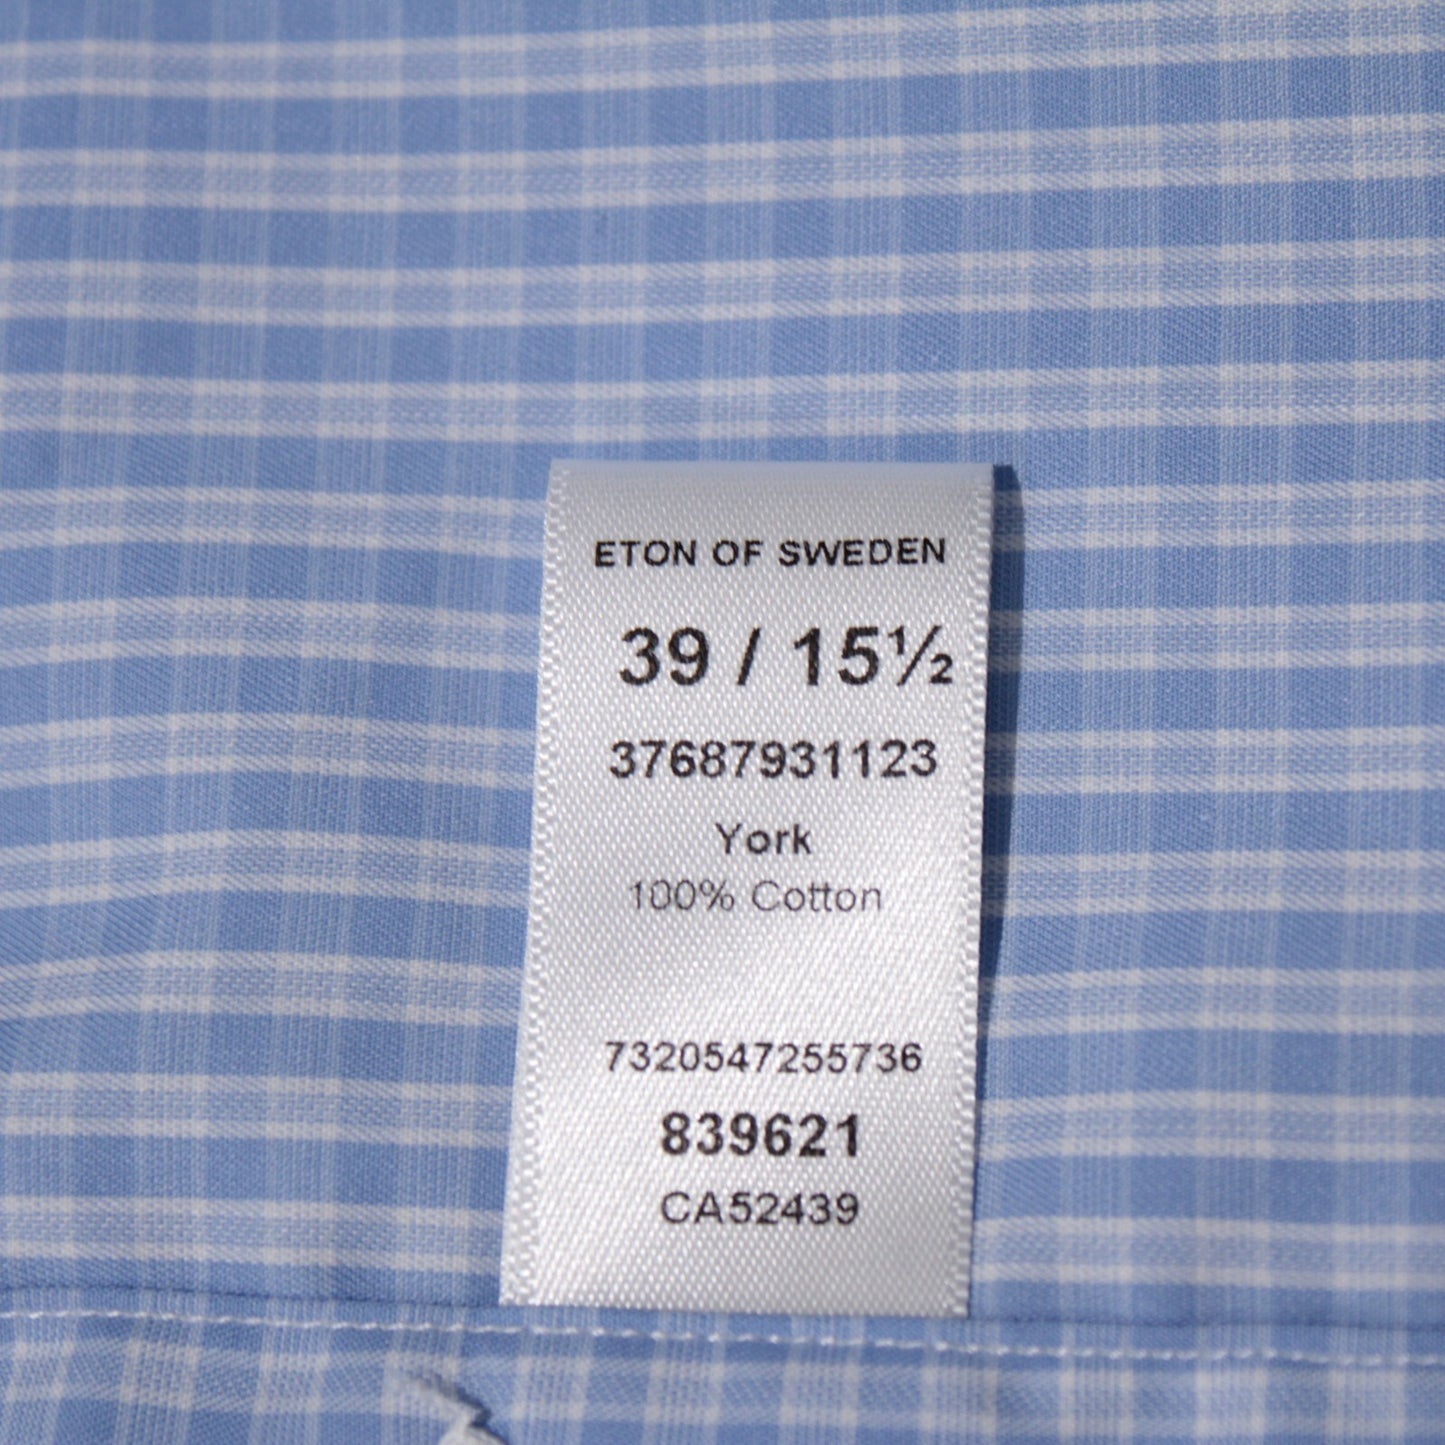 ETON OF SWEDEN
39 / 15½
37687931123
York
100% Cotton
7320547255736
839621
CA52439